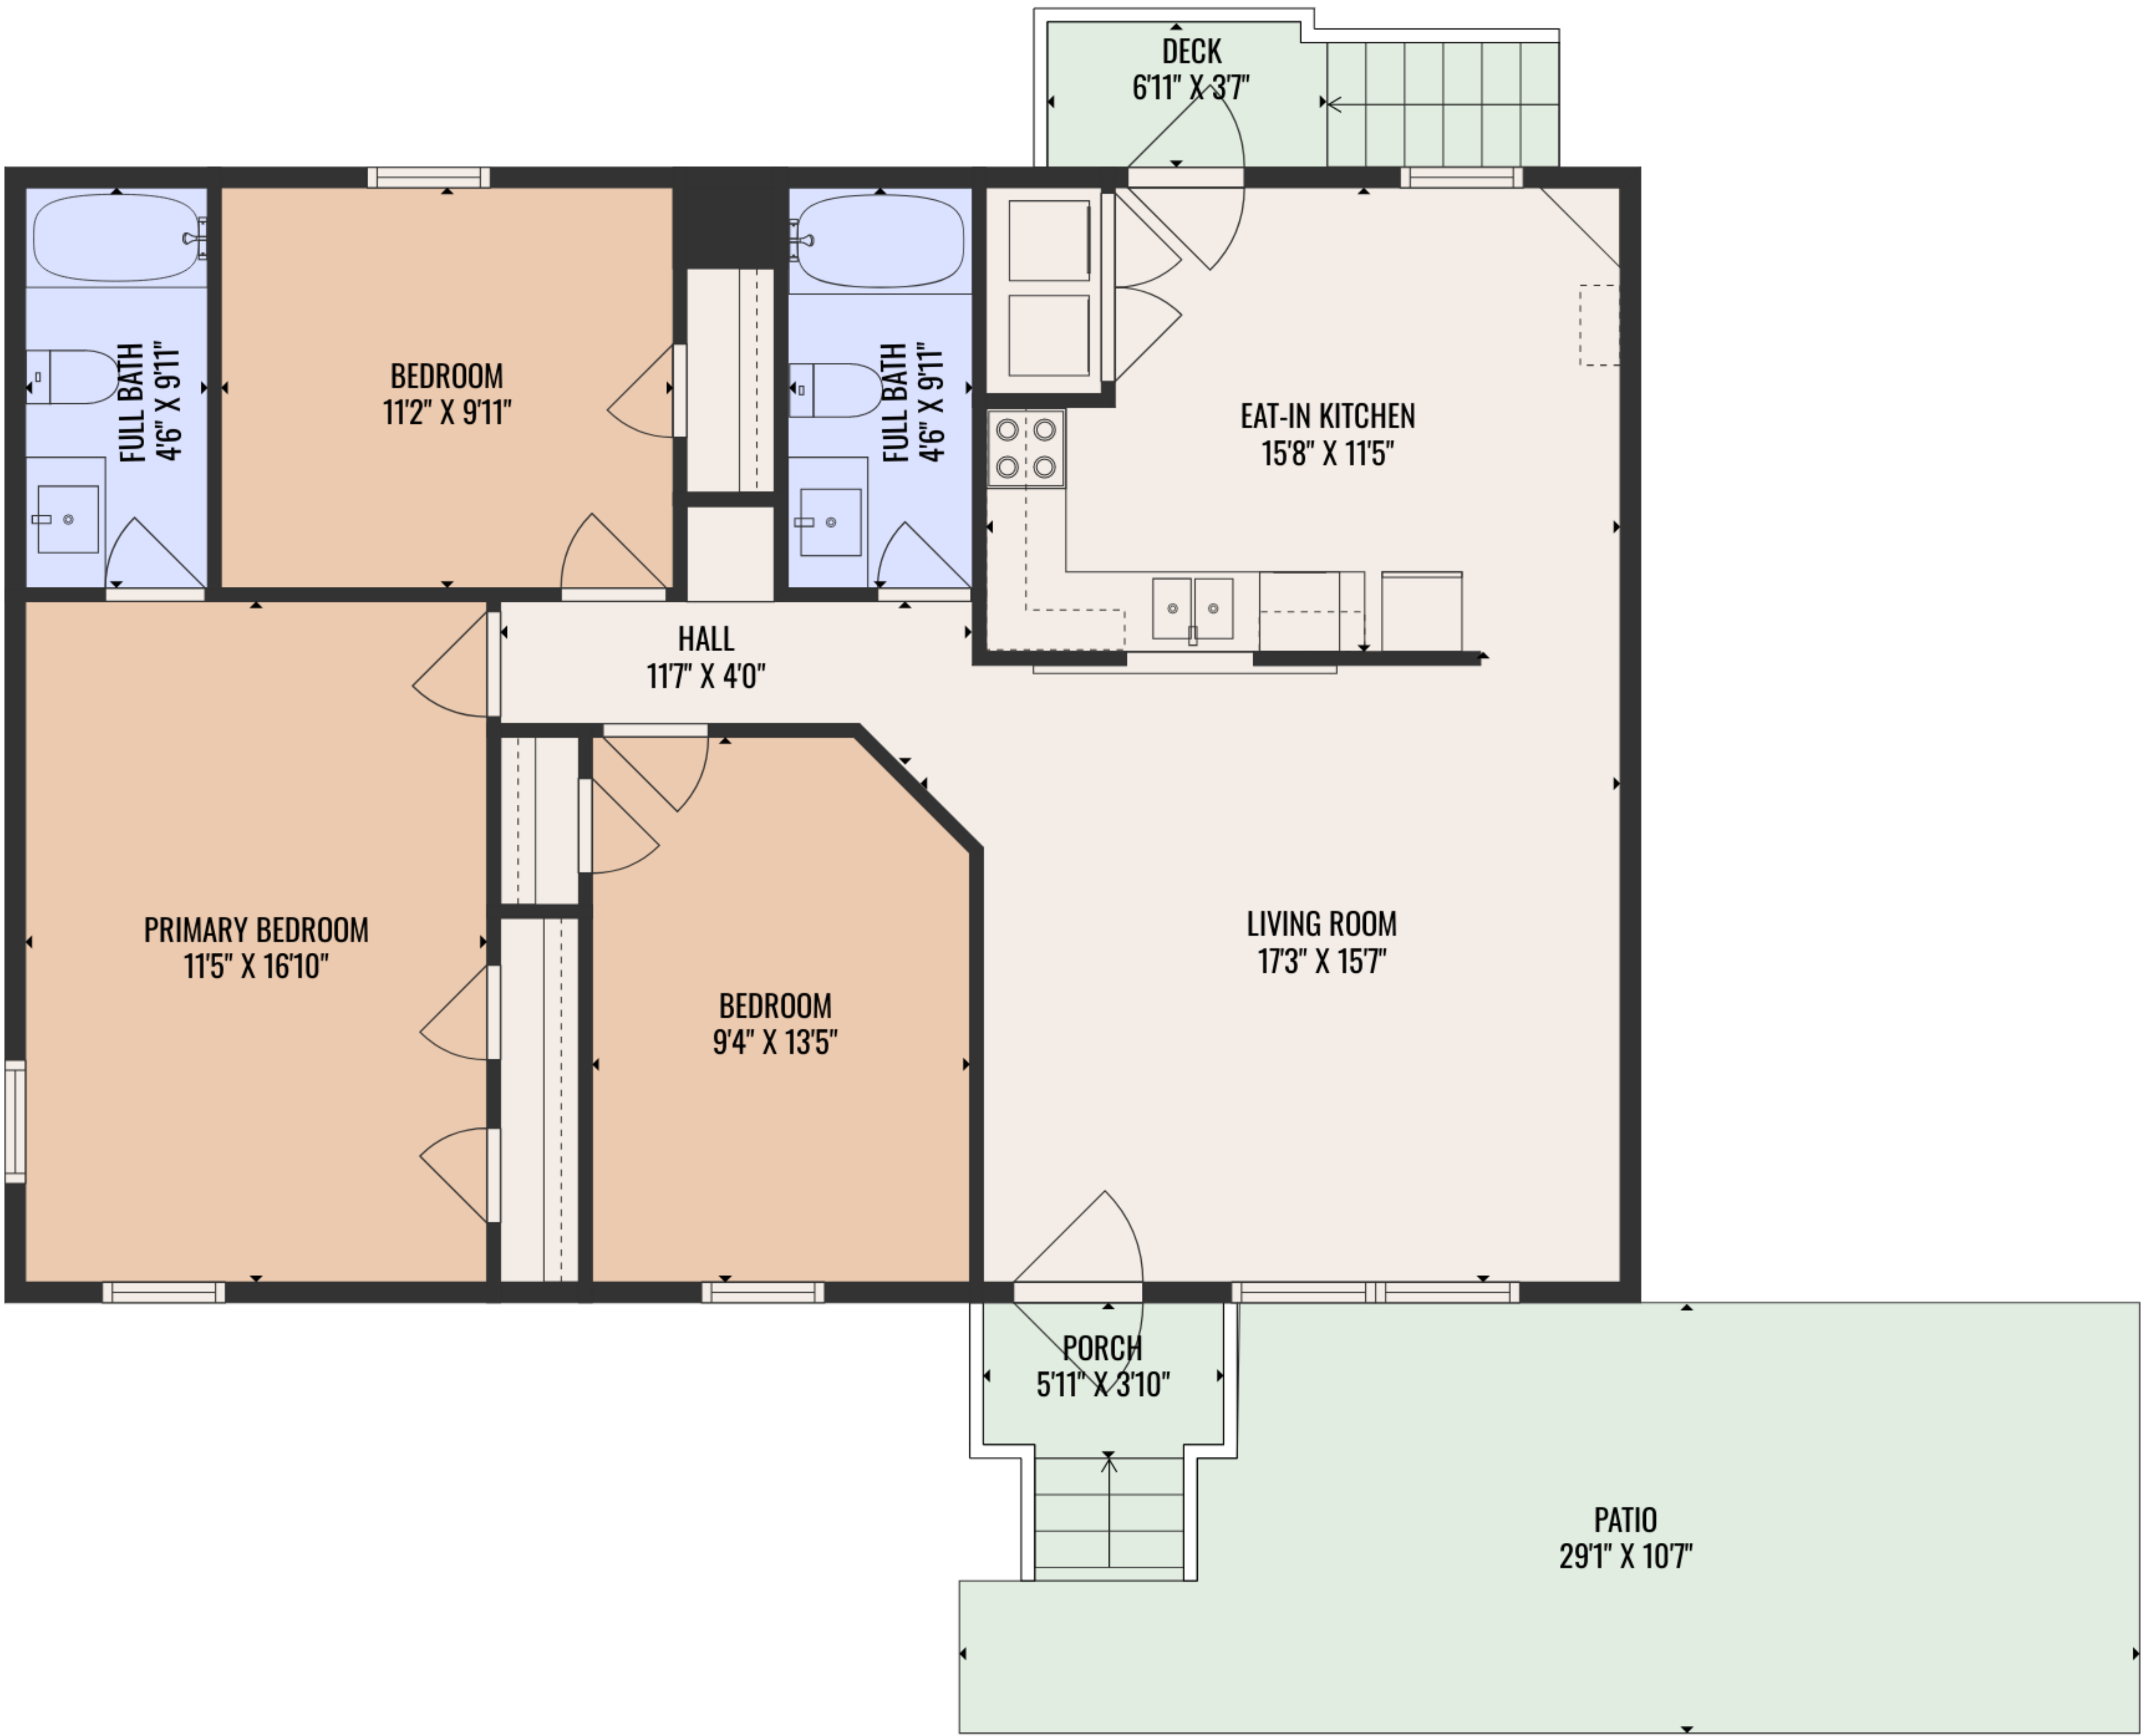 DECK
6'11" X 3'7"
FULL BATH
4'6" X 9'11"
BEDROOM
11'2" X 9'11"
FULL BATH
4'6" X 9'11"
EAT-IN KITCHEN
15'8" X 11'5"
HALL
11'7" X 4'0"
PRIMARY BEDROOM
11'5" X 16'10"
BEDROOM
9'4" X 13'5"
LIVING ROOM
17'3" X 15'7"
PORCH
5'11" X 3'10"
PATIO
29'1" X 10'7"